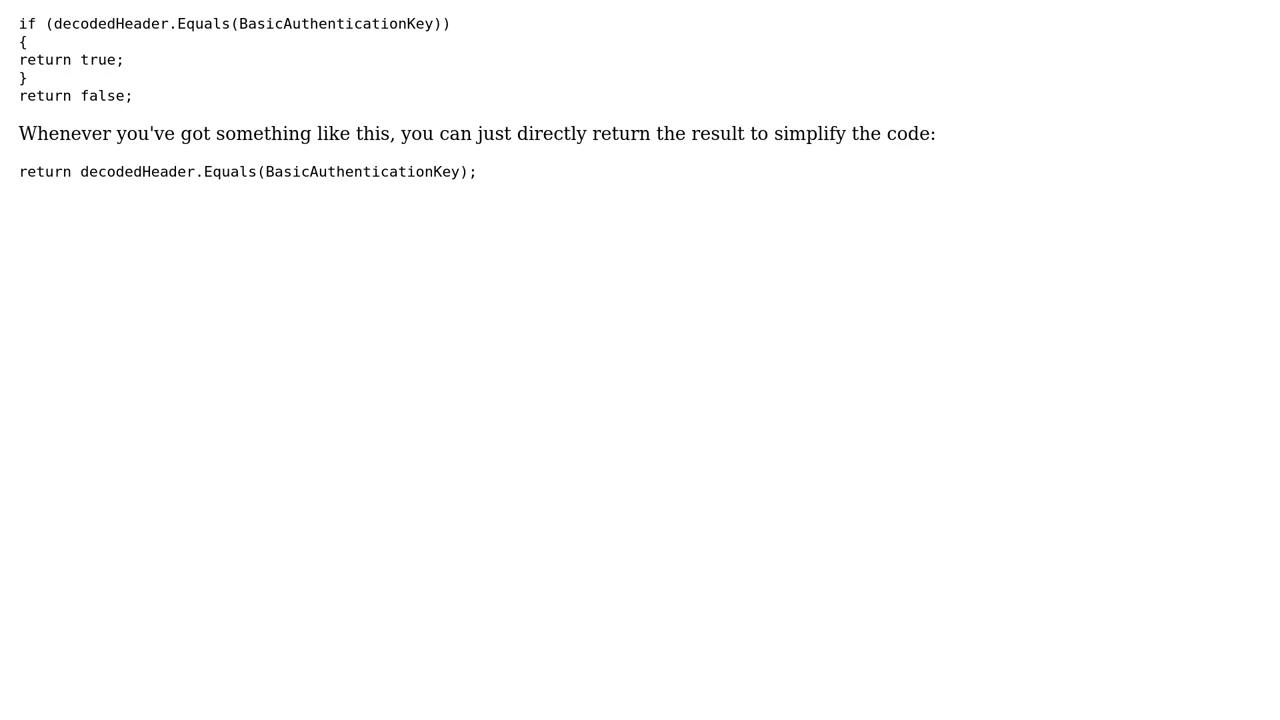 if (decodedHeader.Equals(BasicAuthenticationKey))
{
return true;
}
return false;
Whenever you've got something like this, you can just directly return the result to simplify the code:
return decodedHeader.Equals(BasicAuthenticationKey);